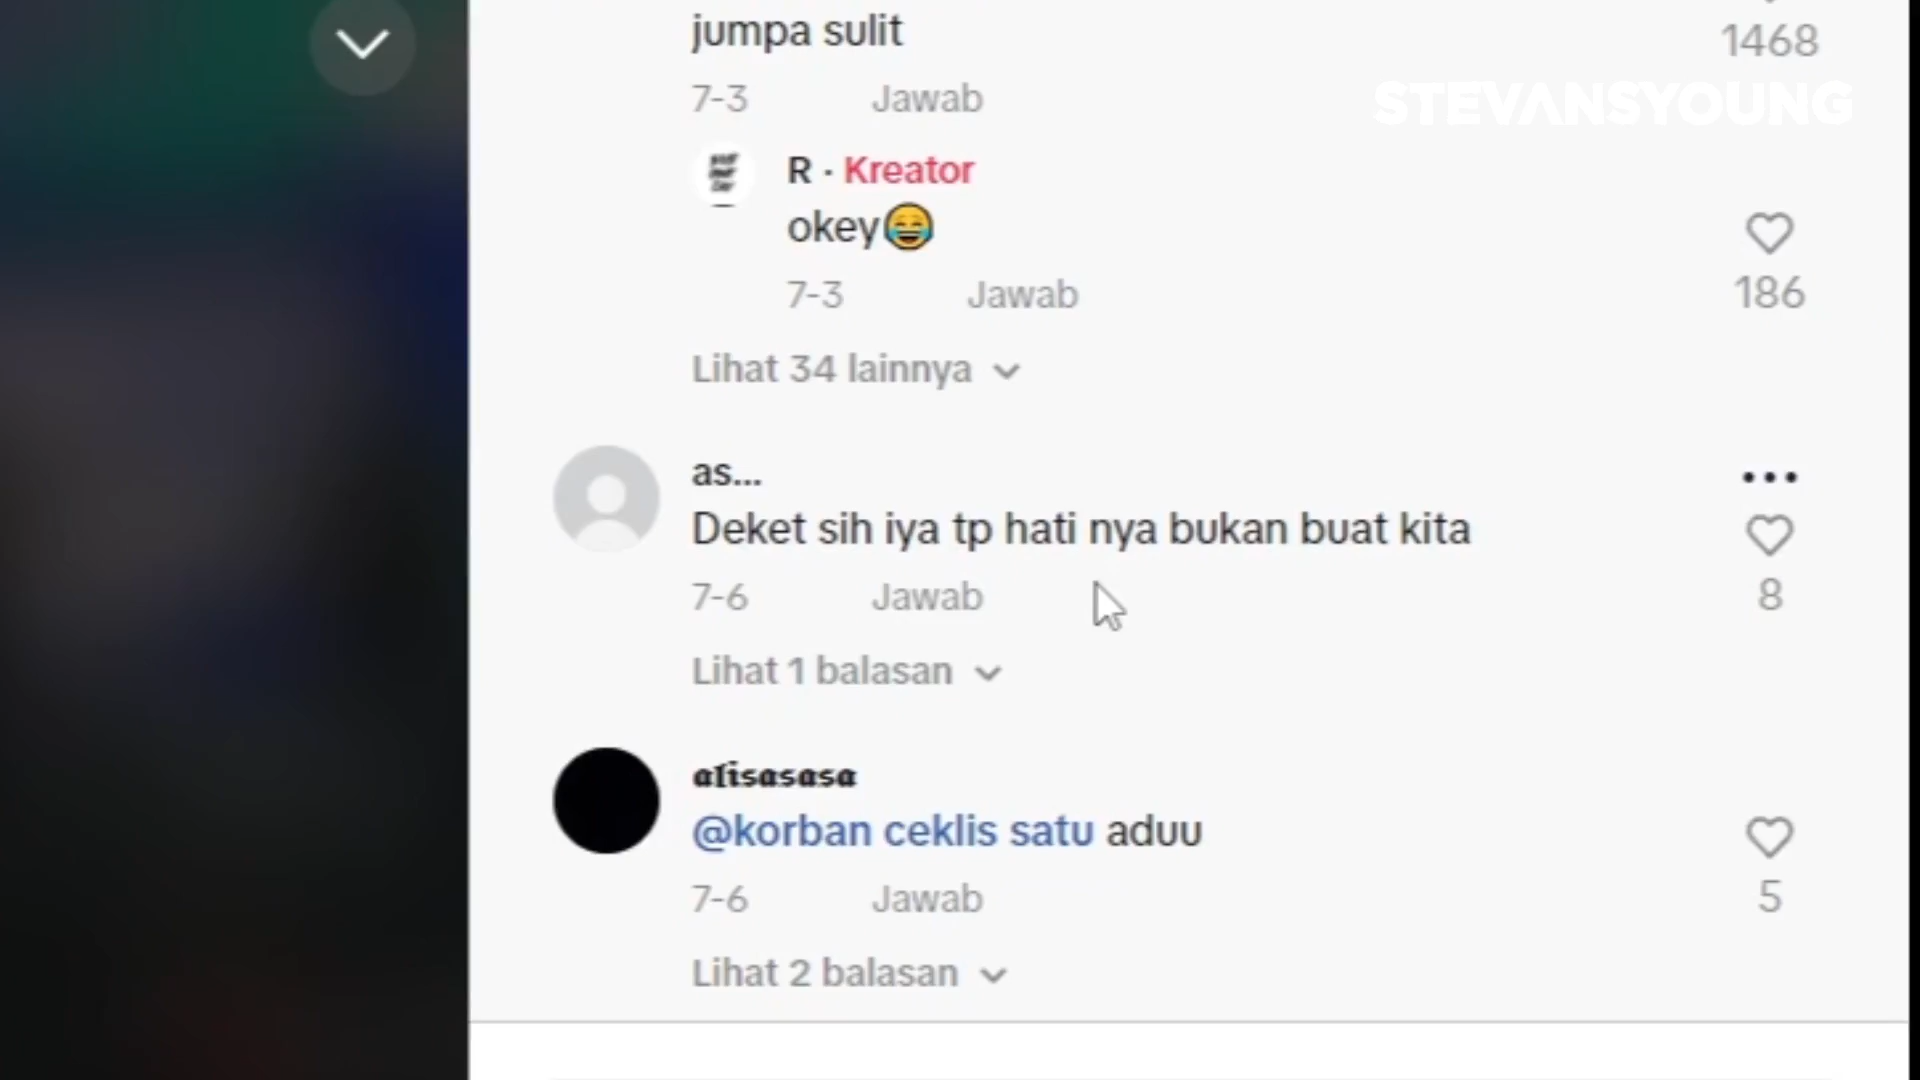 jumpa sulit
1468
7-3 Jawab
STEVANSYOUNG
R · Kreator
okey😂
7-3 Jawab
186
Lihat 34 lainnya
as...
Deket sih iya tp hati nya bukan buat kita
7-6 Jawab
8
Lihat 1 balasan
alisasasa
@korban ceklis satu aduu
7-6 Jawab
5
Lihat 2 balasan